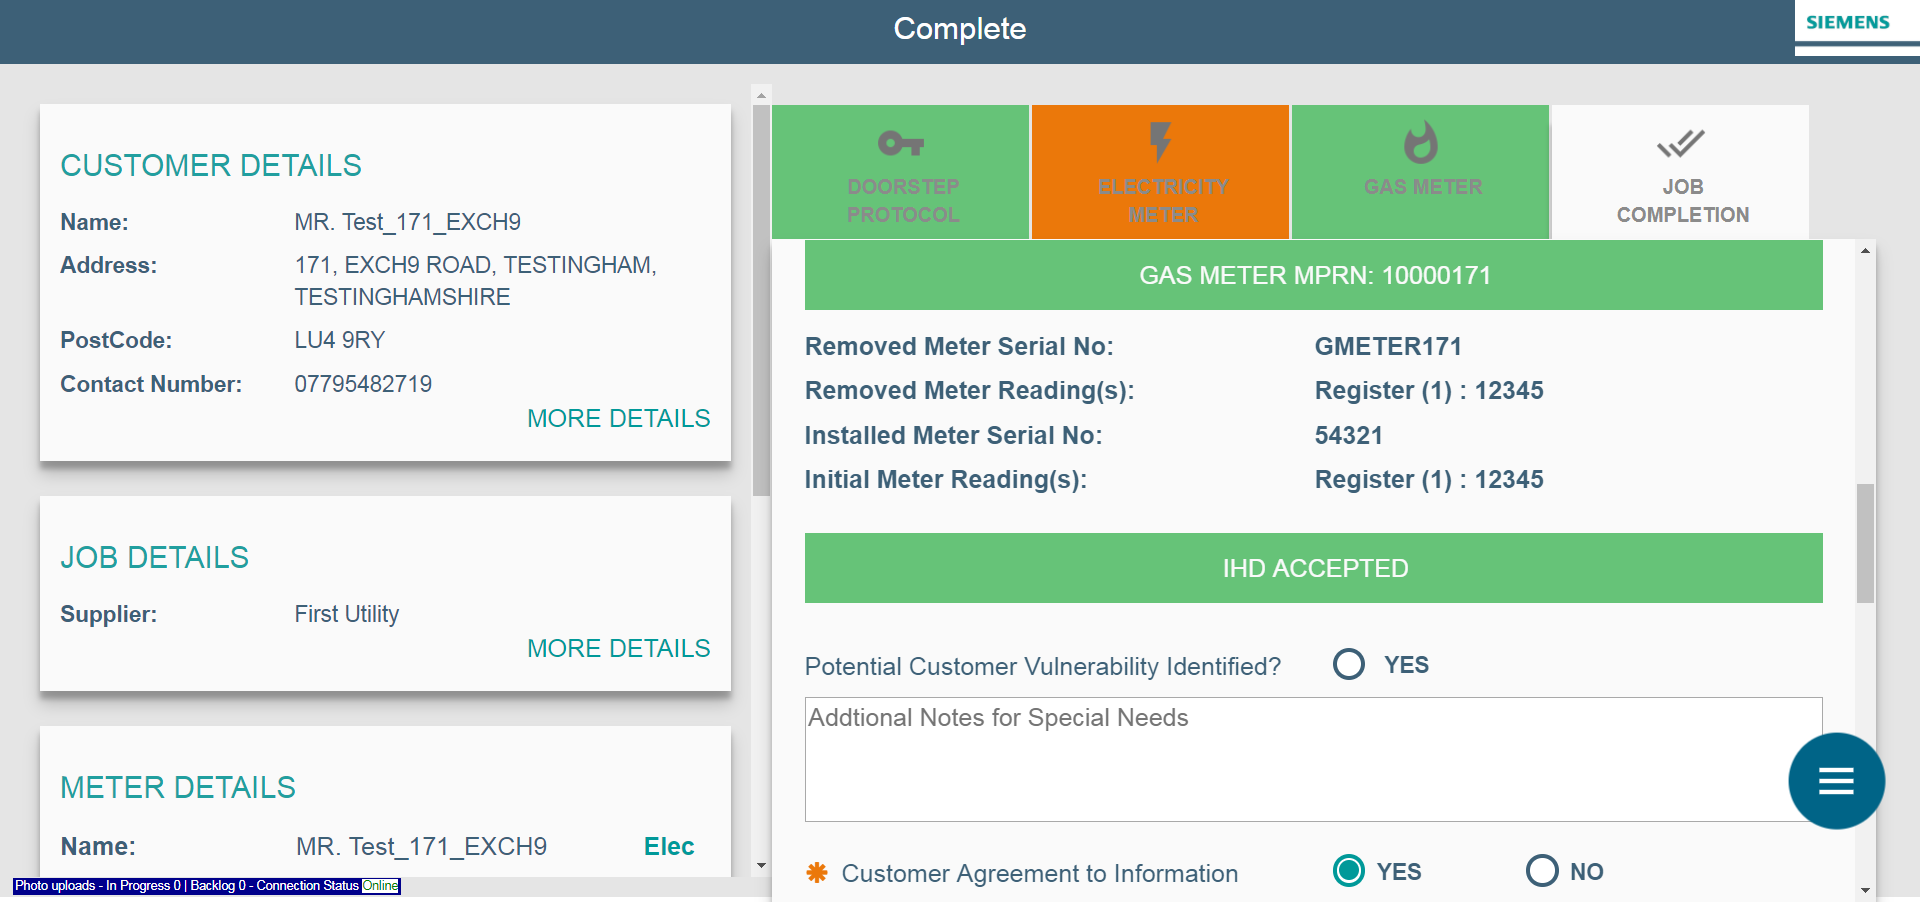 Complete
SIEMENS
CUSTOMER DETAILS
Name: MR. Test_171_EXCH9
Address: 171, EXCH9 ROAD, TESTINGHAM,
TESTINGHAMSHIRE
PostCode: LU4 9RY
Contact Number: 07795482719
MORE DETAILS
JOB DETAILS
Supplier: First Utility
MORE DETAILS
METER DETAILS
Name: MR. Test_171_EXCH9 Elec
Photo uploads - In Progress 0 | Backlog 0 - Connection Status Online
DOORSTEP
PROTOCOL
ELECTRICITY
METER
GAS METER
JOB
COMPLETION
GAS METER MPRN: 10000171
Removed Meter Serial No: GMETER171
Removed Meter Reading(s): Register (1) : 12345
Installed Meter Serial No: 54321
Initial Meter Reading(s): Register (1) : 12345
IHD ACCEPTED
Potential Customer Vulnerability Identified? YES
Addtional Notes for Special Needs
Customer Agreement to Information YES NO